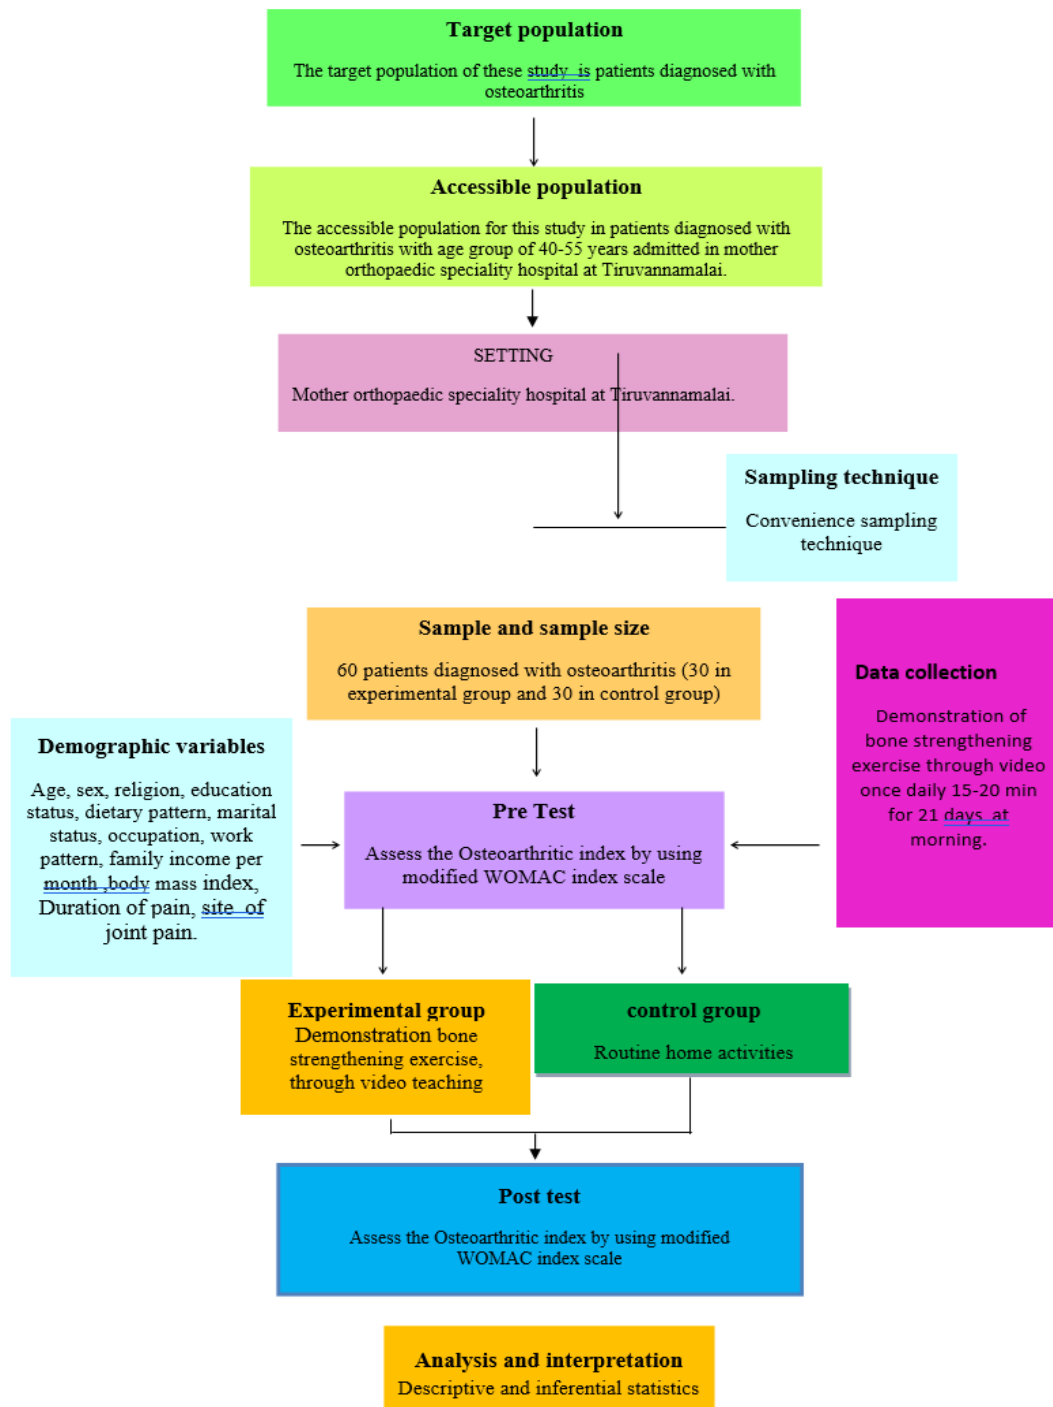 Target population
The target population of these study  is patients diagnosed with
osteoarthritis
Accessible population
The accessible population for this study in patients diagnosed with
osteoarthritis with age group of 40-55 years admitted in mother
orthopaedic speciality hospital at Tiruvannamalai.
SETTING
Mother orthopaedic speciality hospital at Tiruvannamalai.
Sampling technique
Convenience sampling
technique
Sample and sample size
60 patients diagnosed with osteoarthritis (30 in
experimental group and 30 in control group)
Data collection
Demonstration of
bone strengthening
exercise through video
once daily 15-20 min
for 21 days  at
morning.
Demographic variables
Age, sex, religion, education
status, dietary pattern, marital
status, occupation, work
pattern, family income per
month ,body mass index,
Duration of pain, site  of
joint pain.
Pre Test
Assess the Osteoarthritic index by using
modified WOMAC index scale
Experimental group
Demonstration bone
strengthening exercise,
through video teaching
control group
Routine home activities
Post test
Assess the Osteoarthritic index by using modified
WOMAC index scale
Analysis and interpretation
Descriptive and inferential statistics